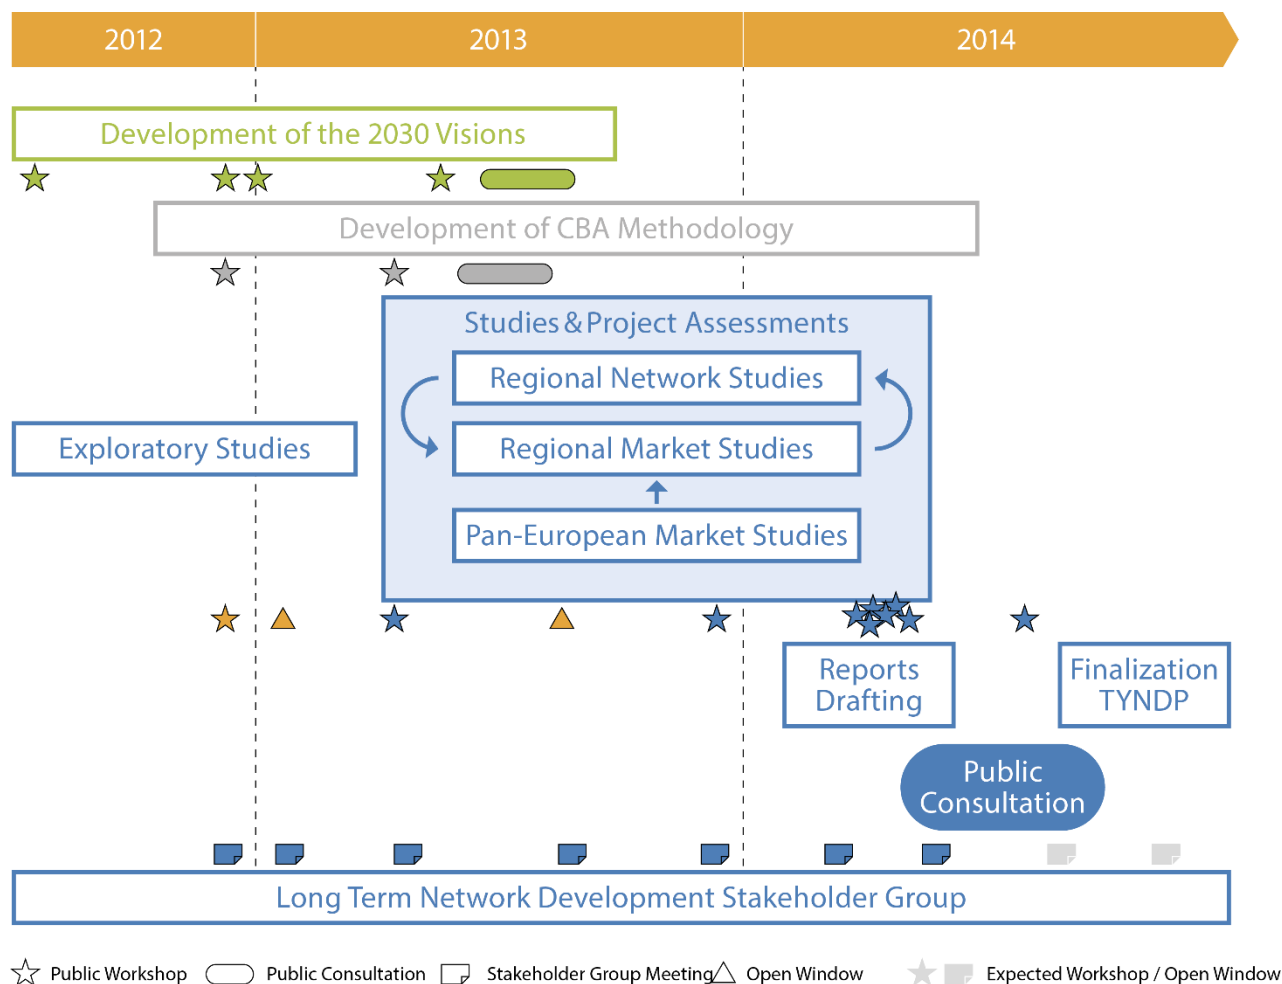 2012
2013
2014
Development of the 2030 Visions
Development of CBA Methodology
Studies & Project Assessments
Regional Network Studies
Exploratory Studies
Regional Market Studies
Pan-European Market Studies
Reports
Drafting
Finalization
TYNDP
Public
Consultation
Long Term Network Development Stakeholder Group
Public Workshop
Public Consultation
Stakeholder Group Meeting
Open Window
Expected Workshop / Open Window